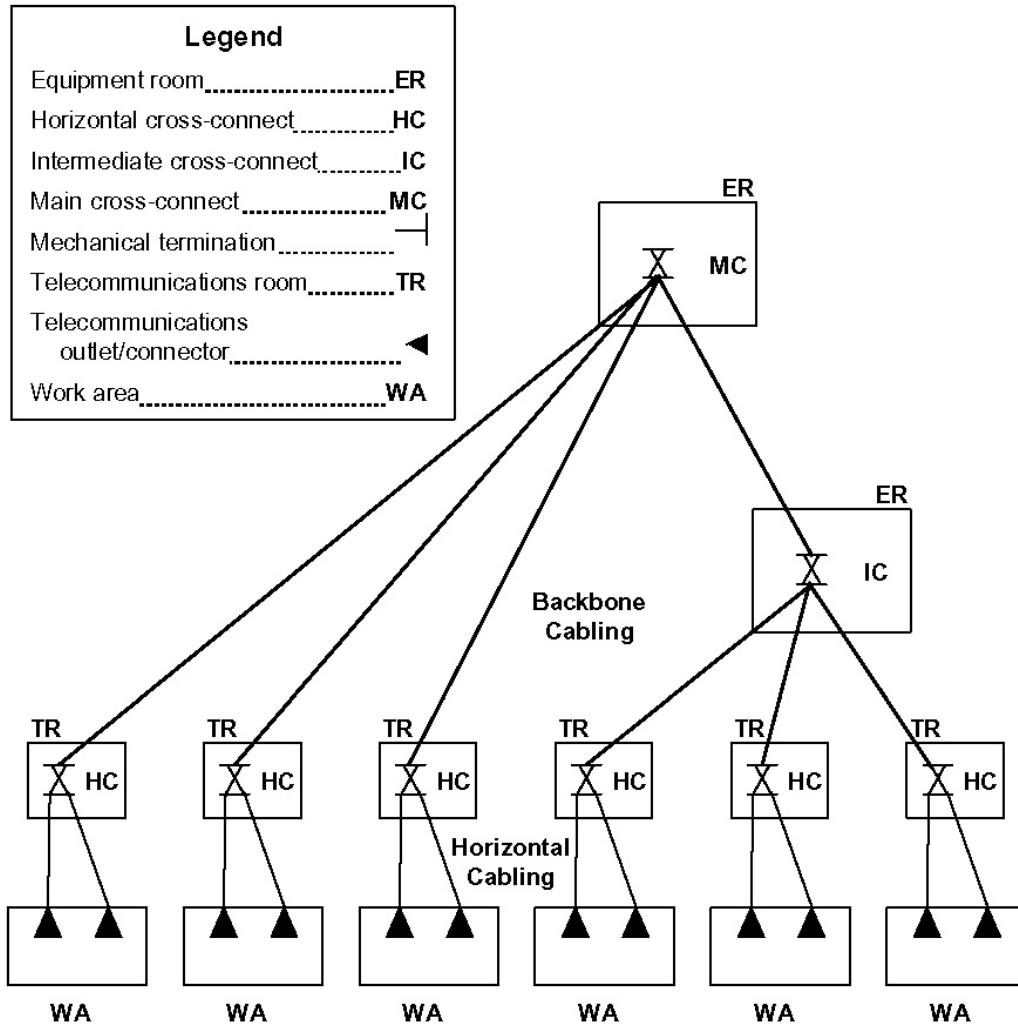 Legend
Equipment room ER
Horizontal cross-connect HC
Intermediate cross-connect IC
Main cross-connect MC
Mechanical termination
Telecommunications room TR
Telecommunications
outlet/connector
Work area WA
ER
MC
ER
IC
Backbone
Cabling
TR TR TR TR TR TR
HC HC HC HC HC HC
Horizontal
Cabling
WA WA WA WA WA WA